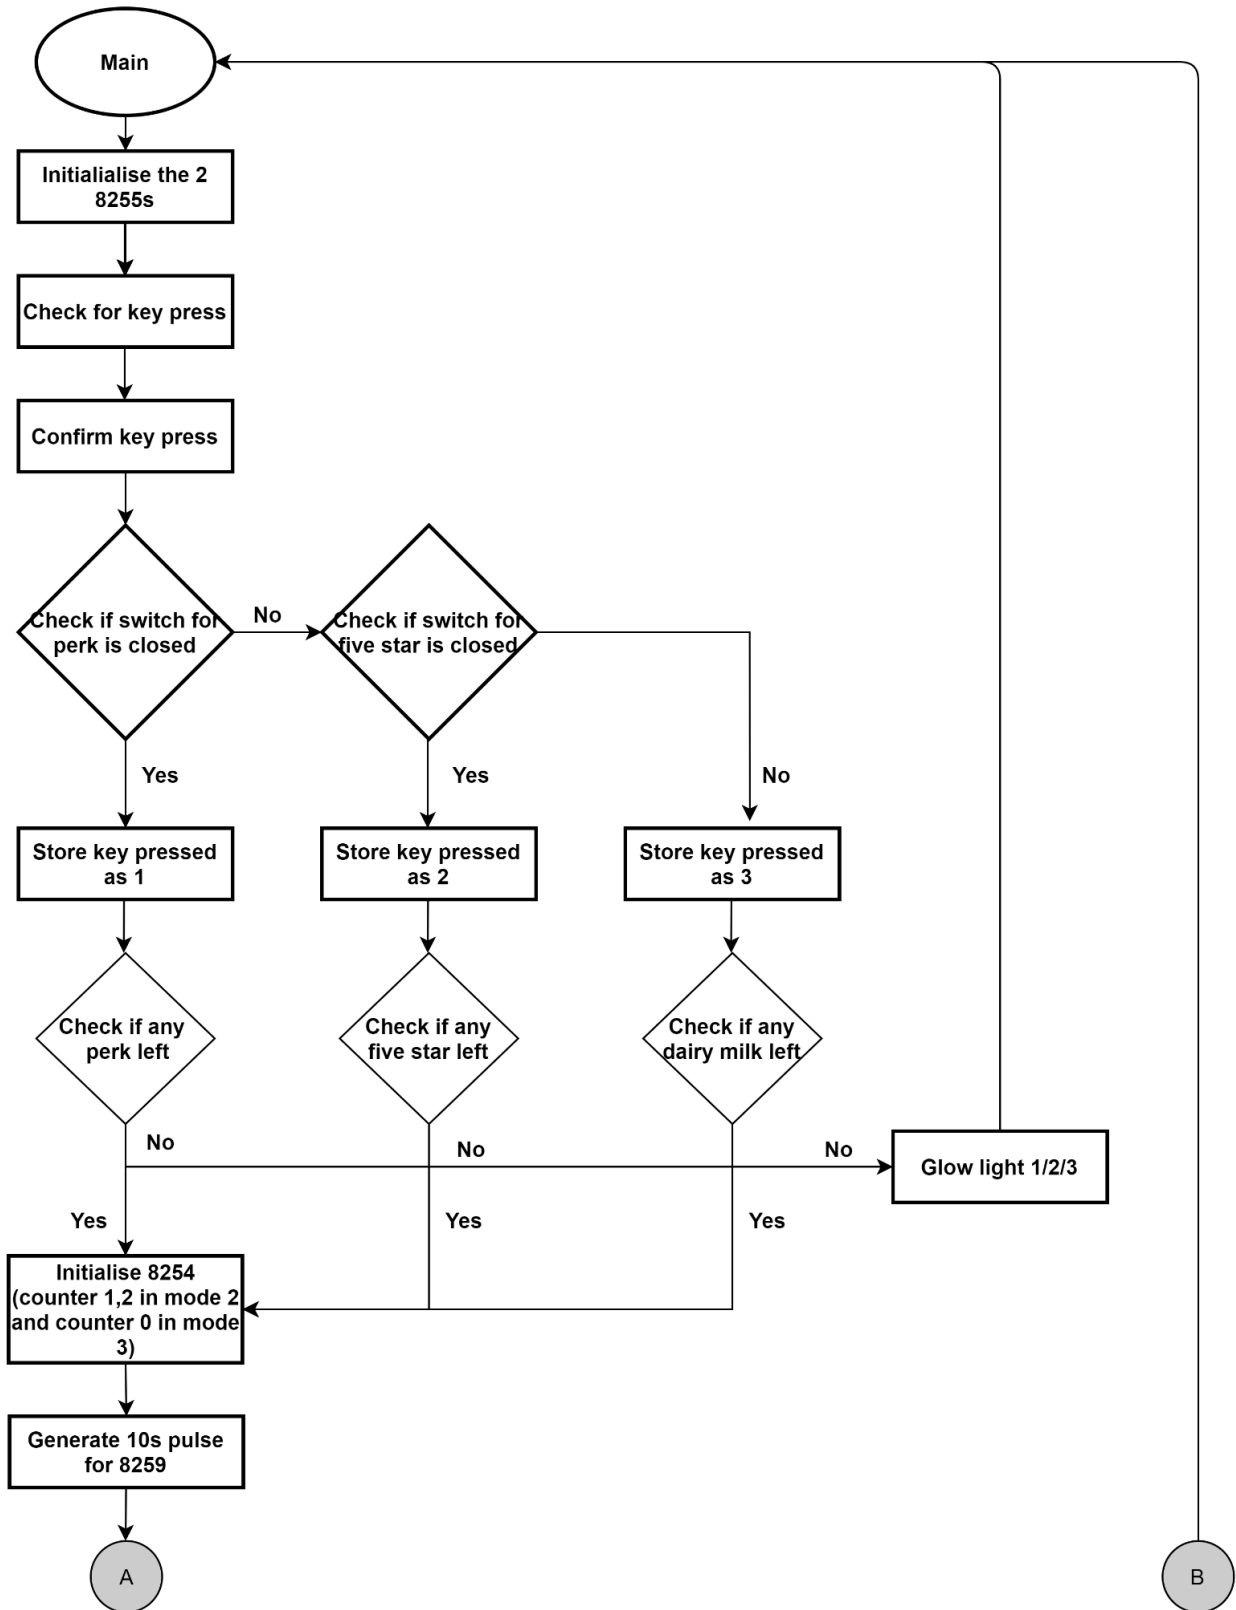 Main
Initialialise the 2
8255s
Check for key press
Confirm key press
Check if switch for
perk is closed
No
Check if switch for
five star is closed
Yes
Yes
No
Store key pressed
as 1
Store key pressed
as 2
Store key pressed
as 3
Check if any
perk left
Check if any
five star left
Check if any
dairy milk left
No
No
No
Glow light 1/2/3
Yes
Yes
Yes
Initialise 8254
(counter 1,2 in mode 2
and counter 0 in mode
3)
Generate 10s pulse
for 8259
A
B